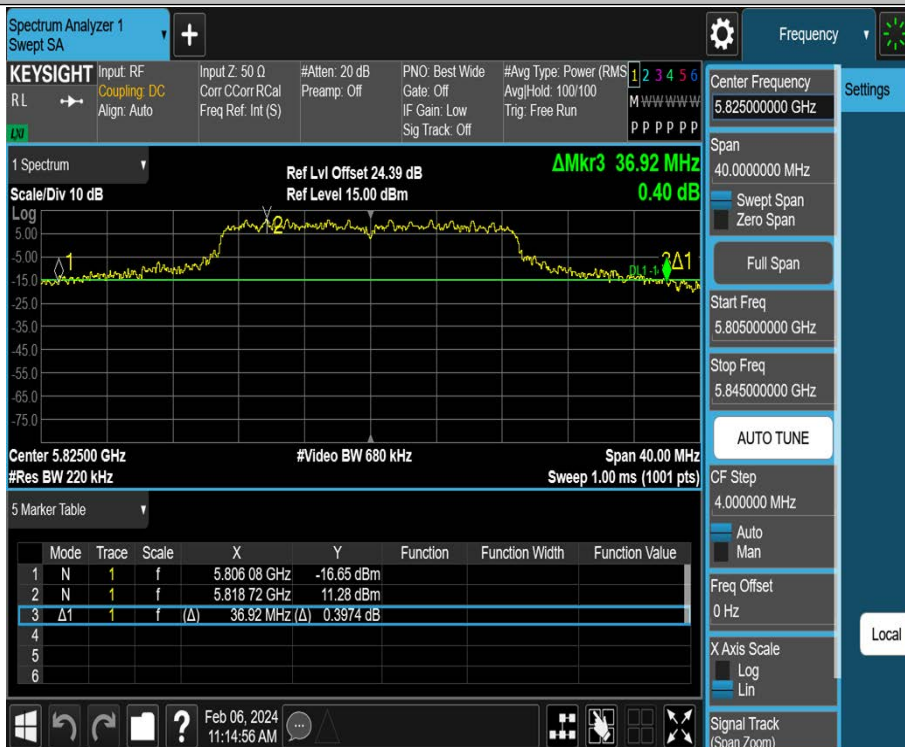 Spectrum Analyzer 1
Swept SA
+
Frequency
KEYSIGHT
RL
LXI
Input: RF
Coupling: DC
Align: Auto
Input Z: 50 Ω
Corr CCorr RCal
Freq Ref: Int (S)
#Atten: 20 dB
Preamp: Off
PNO: Best Wide
Gate: Off
IF Gain: Low
Sig Track: Off
#Avg Type: Power (RMS
Avg|Hold: 100/100
Trig: Free Run
1 2 3 4 5 6
M W W W W W
P P P P P P
1 Spectrum
Scale/Div 10 dB
Ref Lvl Offset 24.39 dB
Ref Level 15.00 dBm
ΔMkr3 36.92 MHz
0.40 dB
Log
5.00
-5.00
-15.0
-25.0
-35.0
-45.0
-55.0
-65.0
-75.0
1
2
3Δ1
Center 5.82500 GHz
#Res BW 220 kHz
#Video BW 680 kHz
Span 40.00 MHz
Sweep 1.00 ms (1001 pts)
5 Marker Table
Mode Trace Scale X Y Function Function Width Function Value
1 N 1 f 5.806 08 GHz -16.65 dBm
2 N 1 f 5.818 72 GHz 11.28 dBm
3 Δ1 1 f (Δ) 36.92 MHz (Δ) 0.3974 dB
4
5
6
?
Feb 06, 2024
11:14:56 AM
Center Frequency
5.825000000 GHz
Span
40.0000000 MHz
Swept Span
Zero Span
Full Span
Start Freq
5.805000000 GHz
Stop Freq
5.845000000 GHz
AUTO TUNE
CF Step
4.000000 MHz
Auto
Man
Freq Offset
0 Hz
X Axis Scale
Log
Lin
Signal Track
(Span Zoom)
Settings
Local